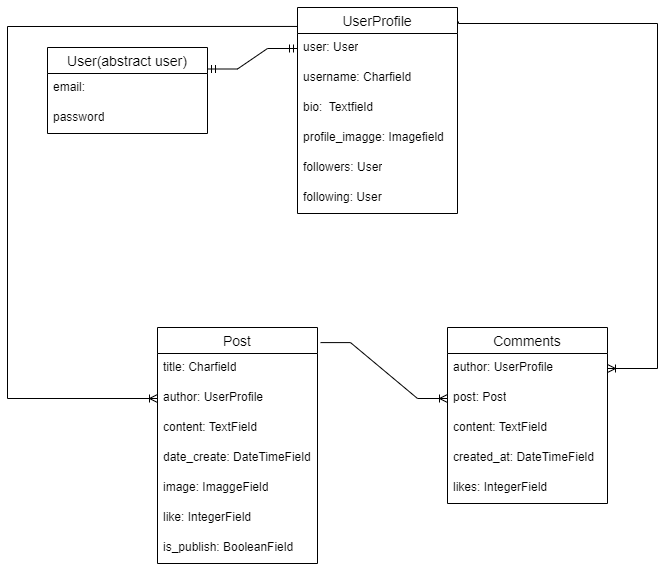 UserProfile
user: User
username: Charfield
bio: Textfield
profile_imagge: Imagefield
followers: User
following: User
User(abstract user)
email:
password
Post
title: Charfield
author: UserProfile
content: TextField
date_create: DateTimeField
image: ImaggeField
like: IntegerField
is_publish: BooleanField
Comments
author: UserProfile
post: Post
content: TextField
created_at: DateTimeField
likes: IntegerField